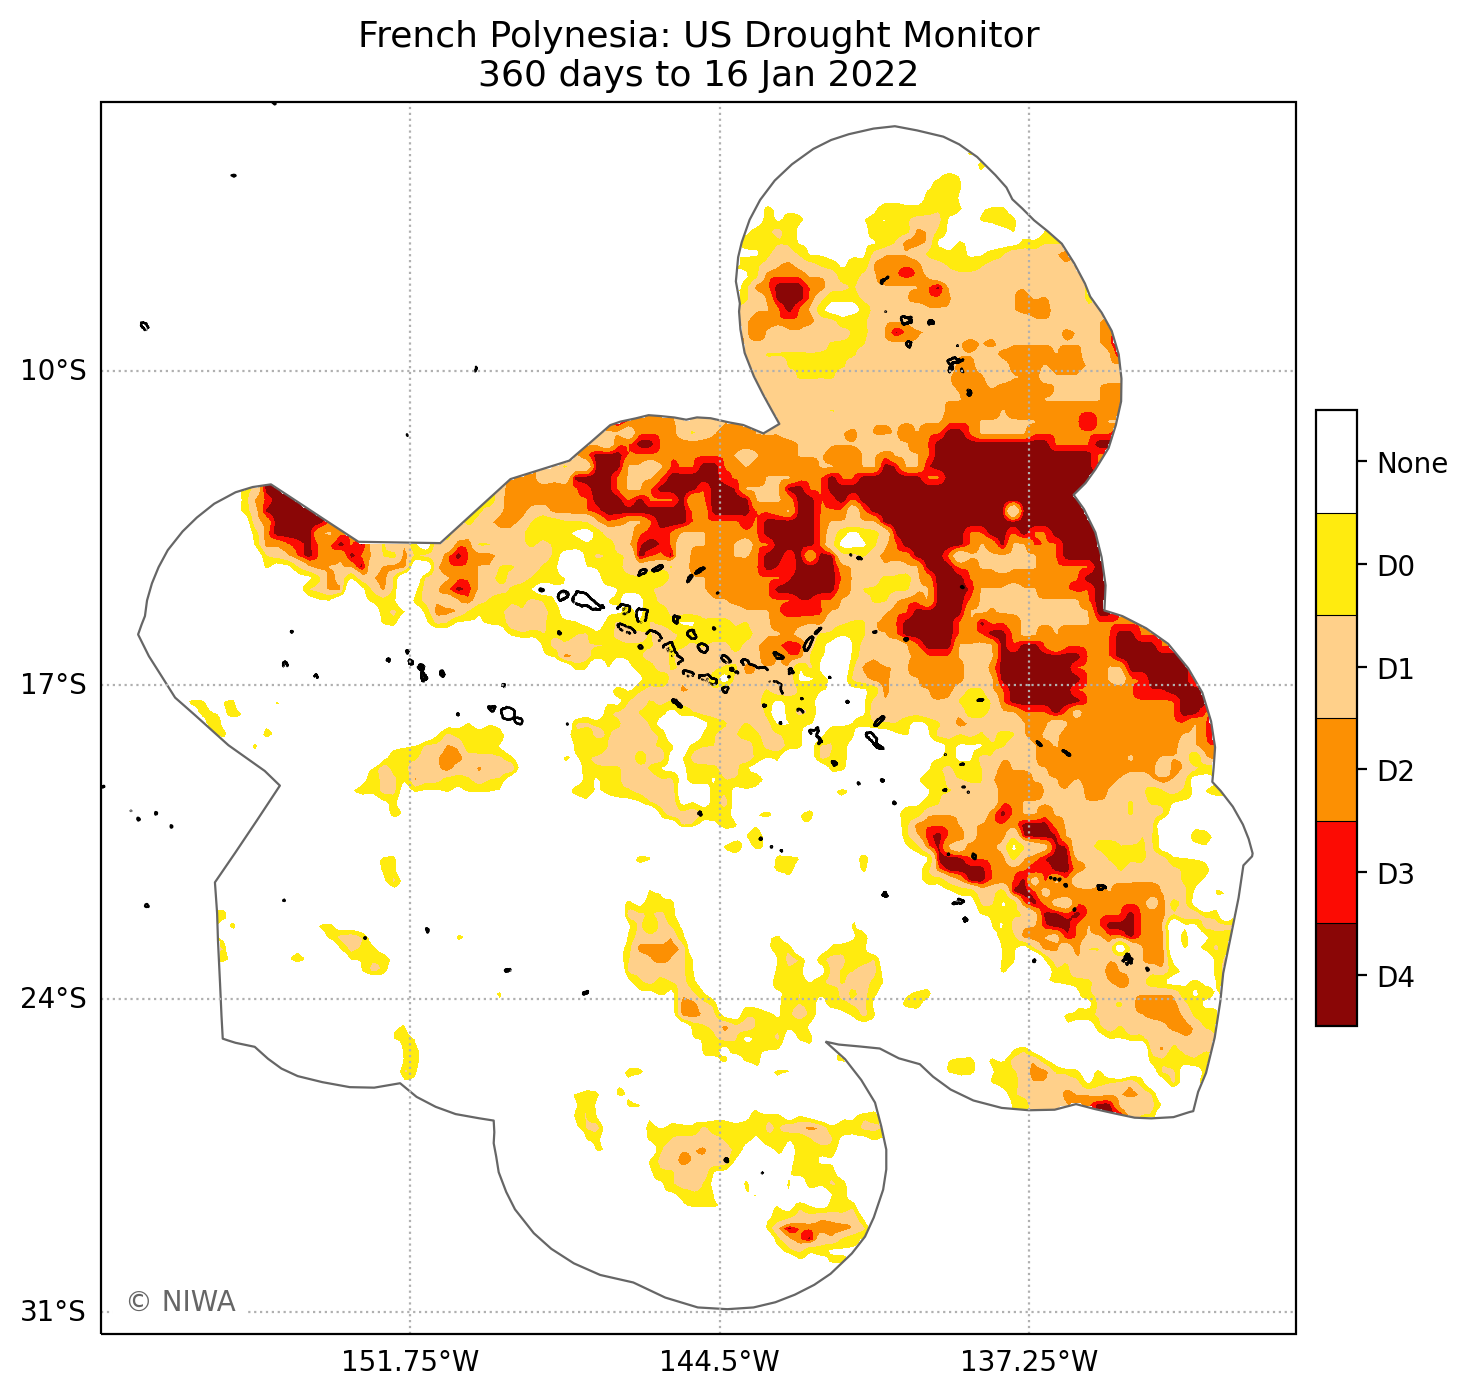 French Polynesia: US Drought Monitor
360 days to 16 Jan 2022
10°S
17°S
24°S
31°S
151.75°W
144.5°W
137.25°W
None
D0
D1
D2
D3
D4
© NIWA